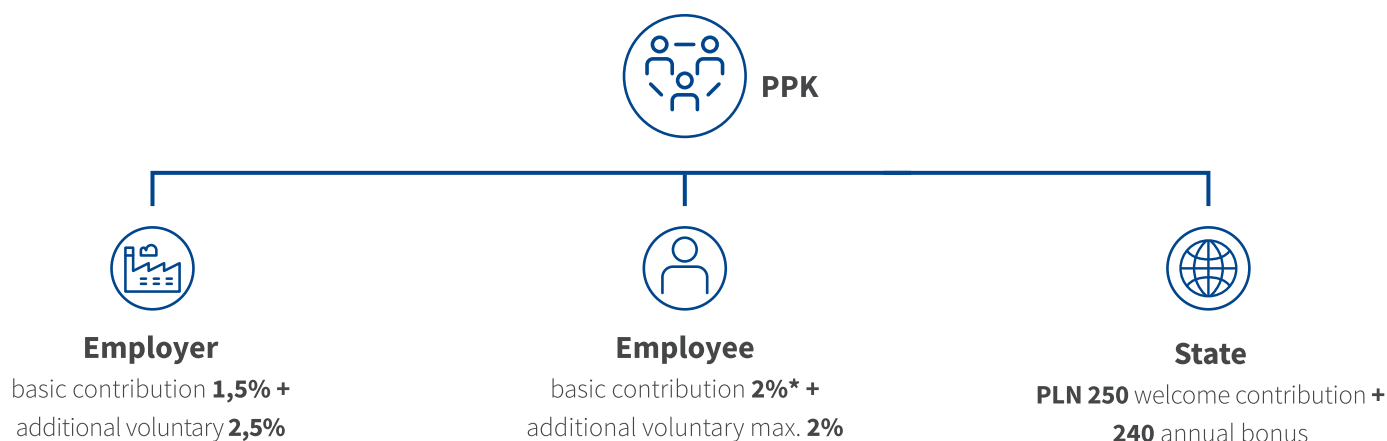 PPK
Employer
basic contribution 1,5% +
additional voluntary 2,5%
Employee
basic contribution 2%* +
additional voluntary max. 2%
State
PLN 250 welcome contribution +
240 annual bonus